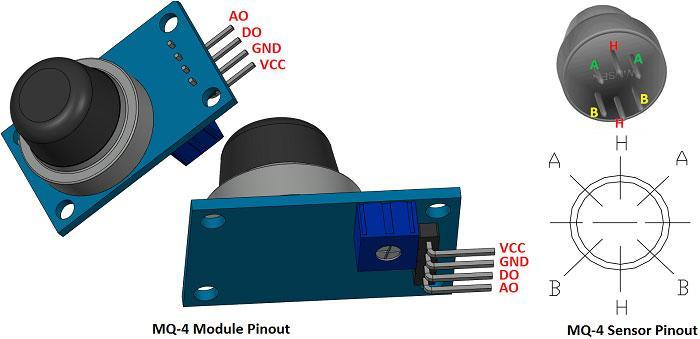 AO
DO
GND
VCC
VCC
GND
DO
AO
MQ-4 Module Pinout
H
A
A
B
B
H
H
A
A
B
B
H
MQ-4 Sensor Pinout